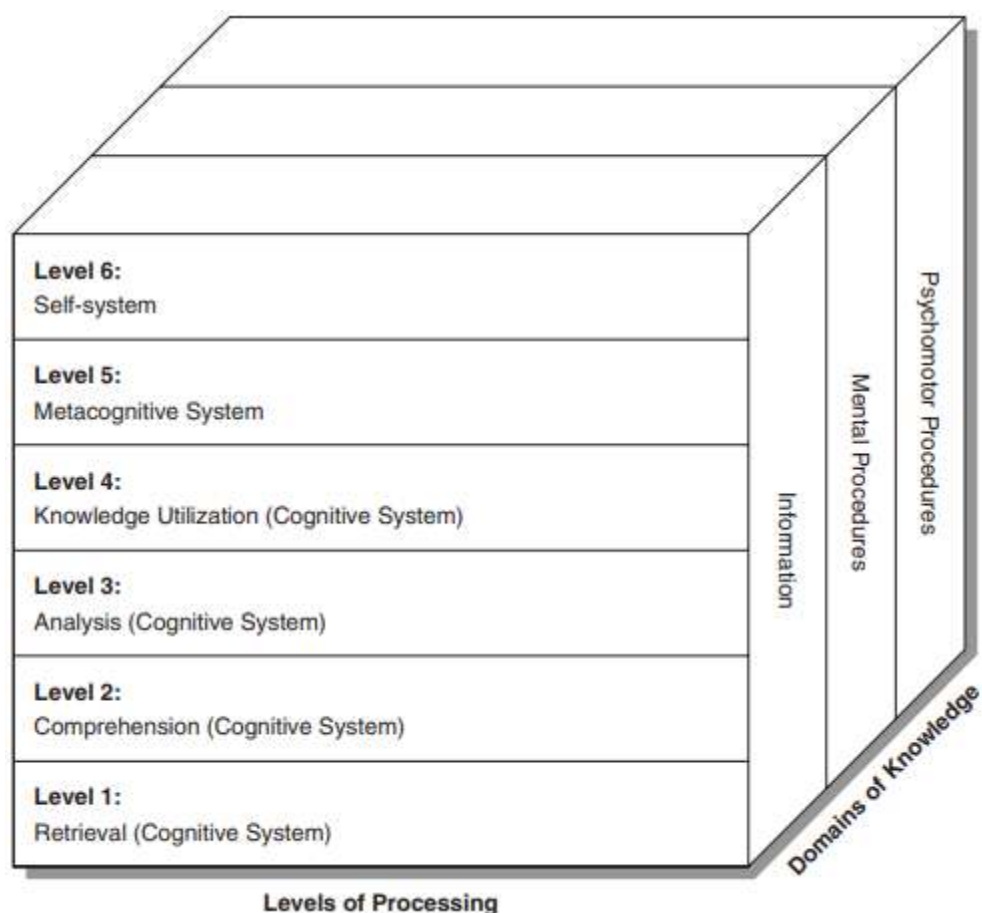 Level 6:
Self-system
Level 5:
Metacognitive System
Level 4:
Knowledge Utilization (Cognitive System)
Level 3:
Analysis (Cognitive System)
Level 2:
Comprehension (Cognitive System)
Level 1:
Retrieval (Cognitive System)
Information
Mental Procedures
Psychomotor Procedures
Domains of Knowledge
Levels of Processing